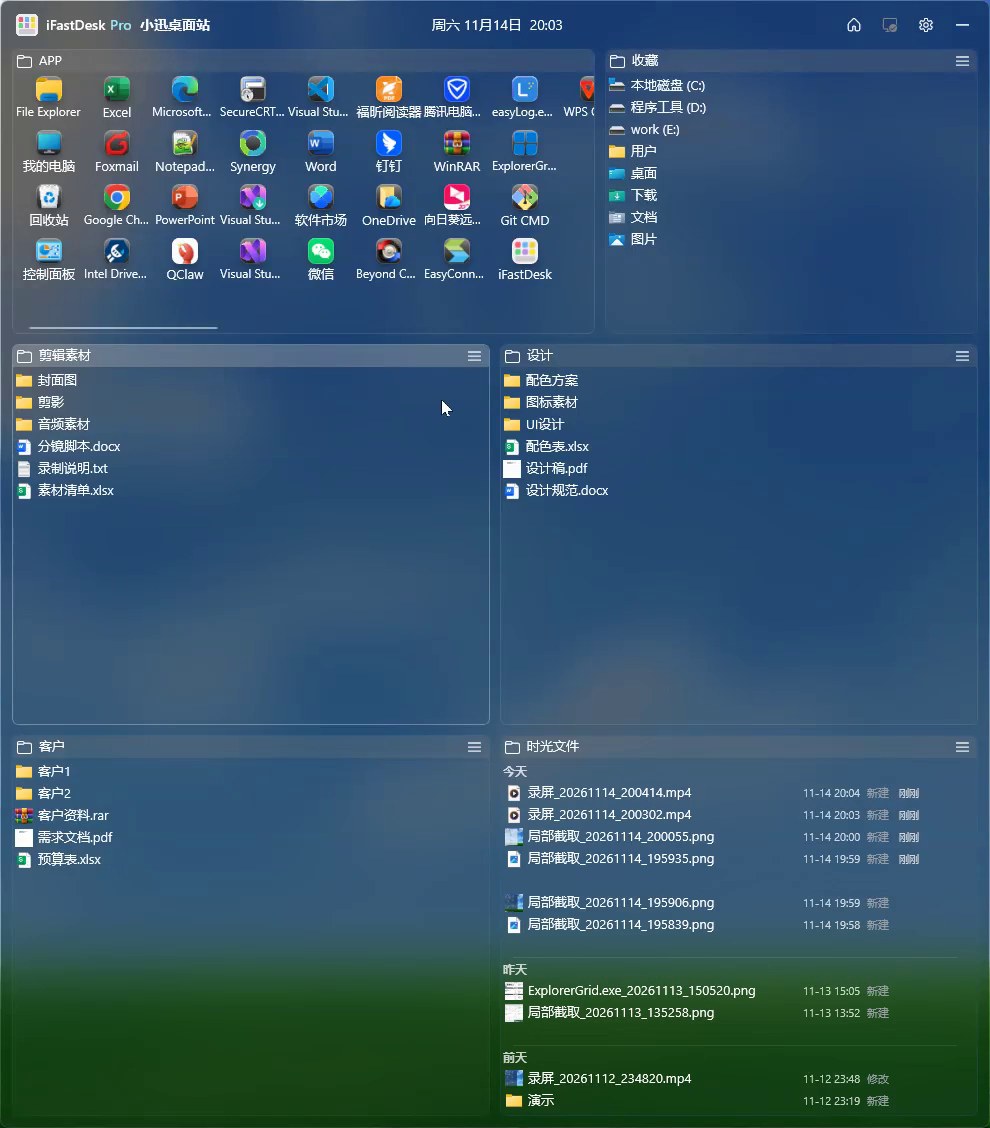 iFastDesk Pro 小迅桌面站 周六 11月14日 20:03
APP
File Explorer Excel Microsoft... SecureCRT... Visual Stu... 福昕阅读器 腾讯电脑... easyLog.e... WPS
我的电脑 Foxmail Notepad... Synergy Word 钉钉 WinRAR ExplorerGr...
回收站 Google Ch... PowerPoint Visual Stu... 软件市场 OneDrive 向日葵远... Git CMD
控制面板 Intel Drive... QClaw Visual Stu... 微信 Beyond C... EasyConn... iFastDesk
收藏
本地磁盘 (C:)
程序工具 (D:)
work (E:)
用户
桌面
下载
文档
图片
剪辑素材
封面图
剪影
音频素材
分镜脚本.docx
录制说明.txt
素材清单.xlsx
设计
配色方案
图标素材
UI设计
配色表.xlsx
设计稿.pdf
设计规范.docx
客户
客户1
客户2
客户资料.rar
需求文档.pdf
预算表.xlsx
时光文件
今天
录屏_20261114_200414.mp4 11-14 20:04 新建 刚刚
录屏_20261114_200302.mp4 11-14 20:03 新建 刚刚
局部截取_20261114_200055.png 11-14 20:00 新建 刚刚
局部截取_20261114_195935.png 11-14 19:59 新建 刚刚
局部截取_20261114_195906.png 11-14 19:59 新建
局部截取_20261114_195839.png 11-14 19:58 新建
昨天
ExplorerGrid.exe_20261113_150520.png 11-13 15:05 新建
局部截取_20261113_135258.png 11-13 13:52 新建
前天
录屏_20261112_234820.mp4 11-12 23:48 修改
演示 11-12 23:19 新建